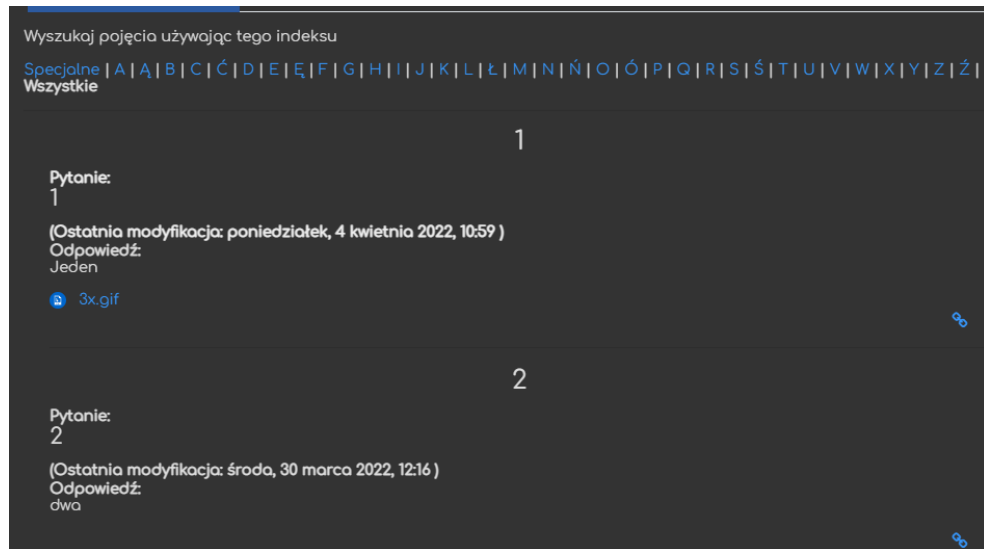 Wyszukaj pojęcia używając tego indeksu
Specjalne | A | Ą | B | C | Ć | D | E | Ę | F | G | H | I | J | K | L | Ł | M | N | Ń | O | Ó | P | Q | R | S | Ś | T | U | V | W | X | Y | Z | Ź |
Wszystkie
1
Pytanie:
1
(Ostatnia modyfikacja: poniedziałek, 4 kwietnia 2022, 10:59 )
Odpowiedź:
Jeden
3x.gif
2
Pytanie:
2
(Ostatnia modyfikacja: środa, 30 marca 2022, 12:16 )
Odpowiedź:
dwa